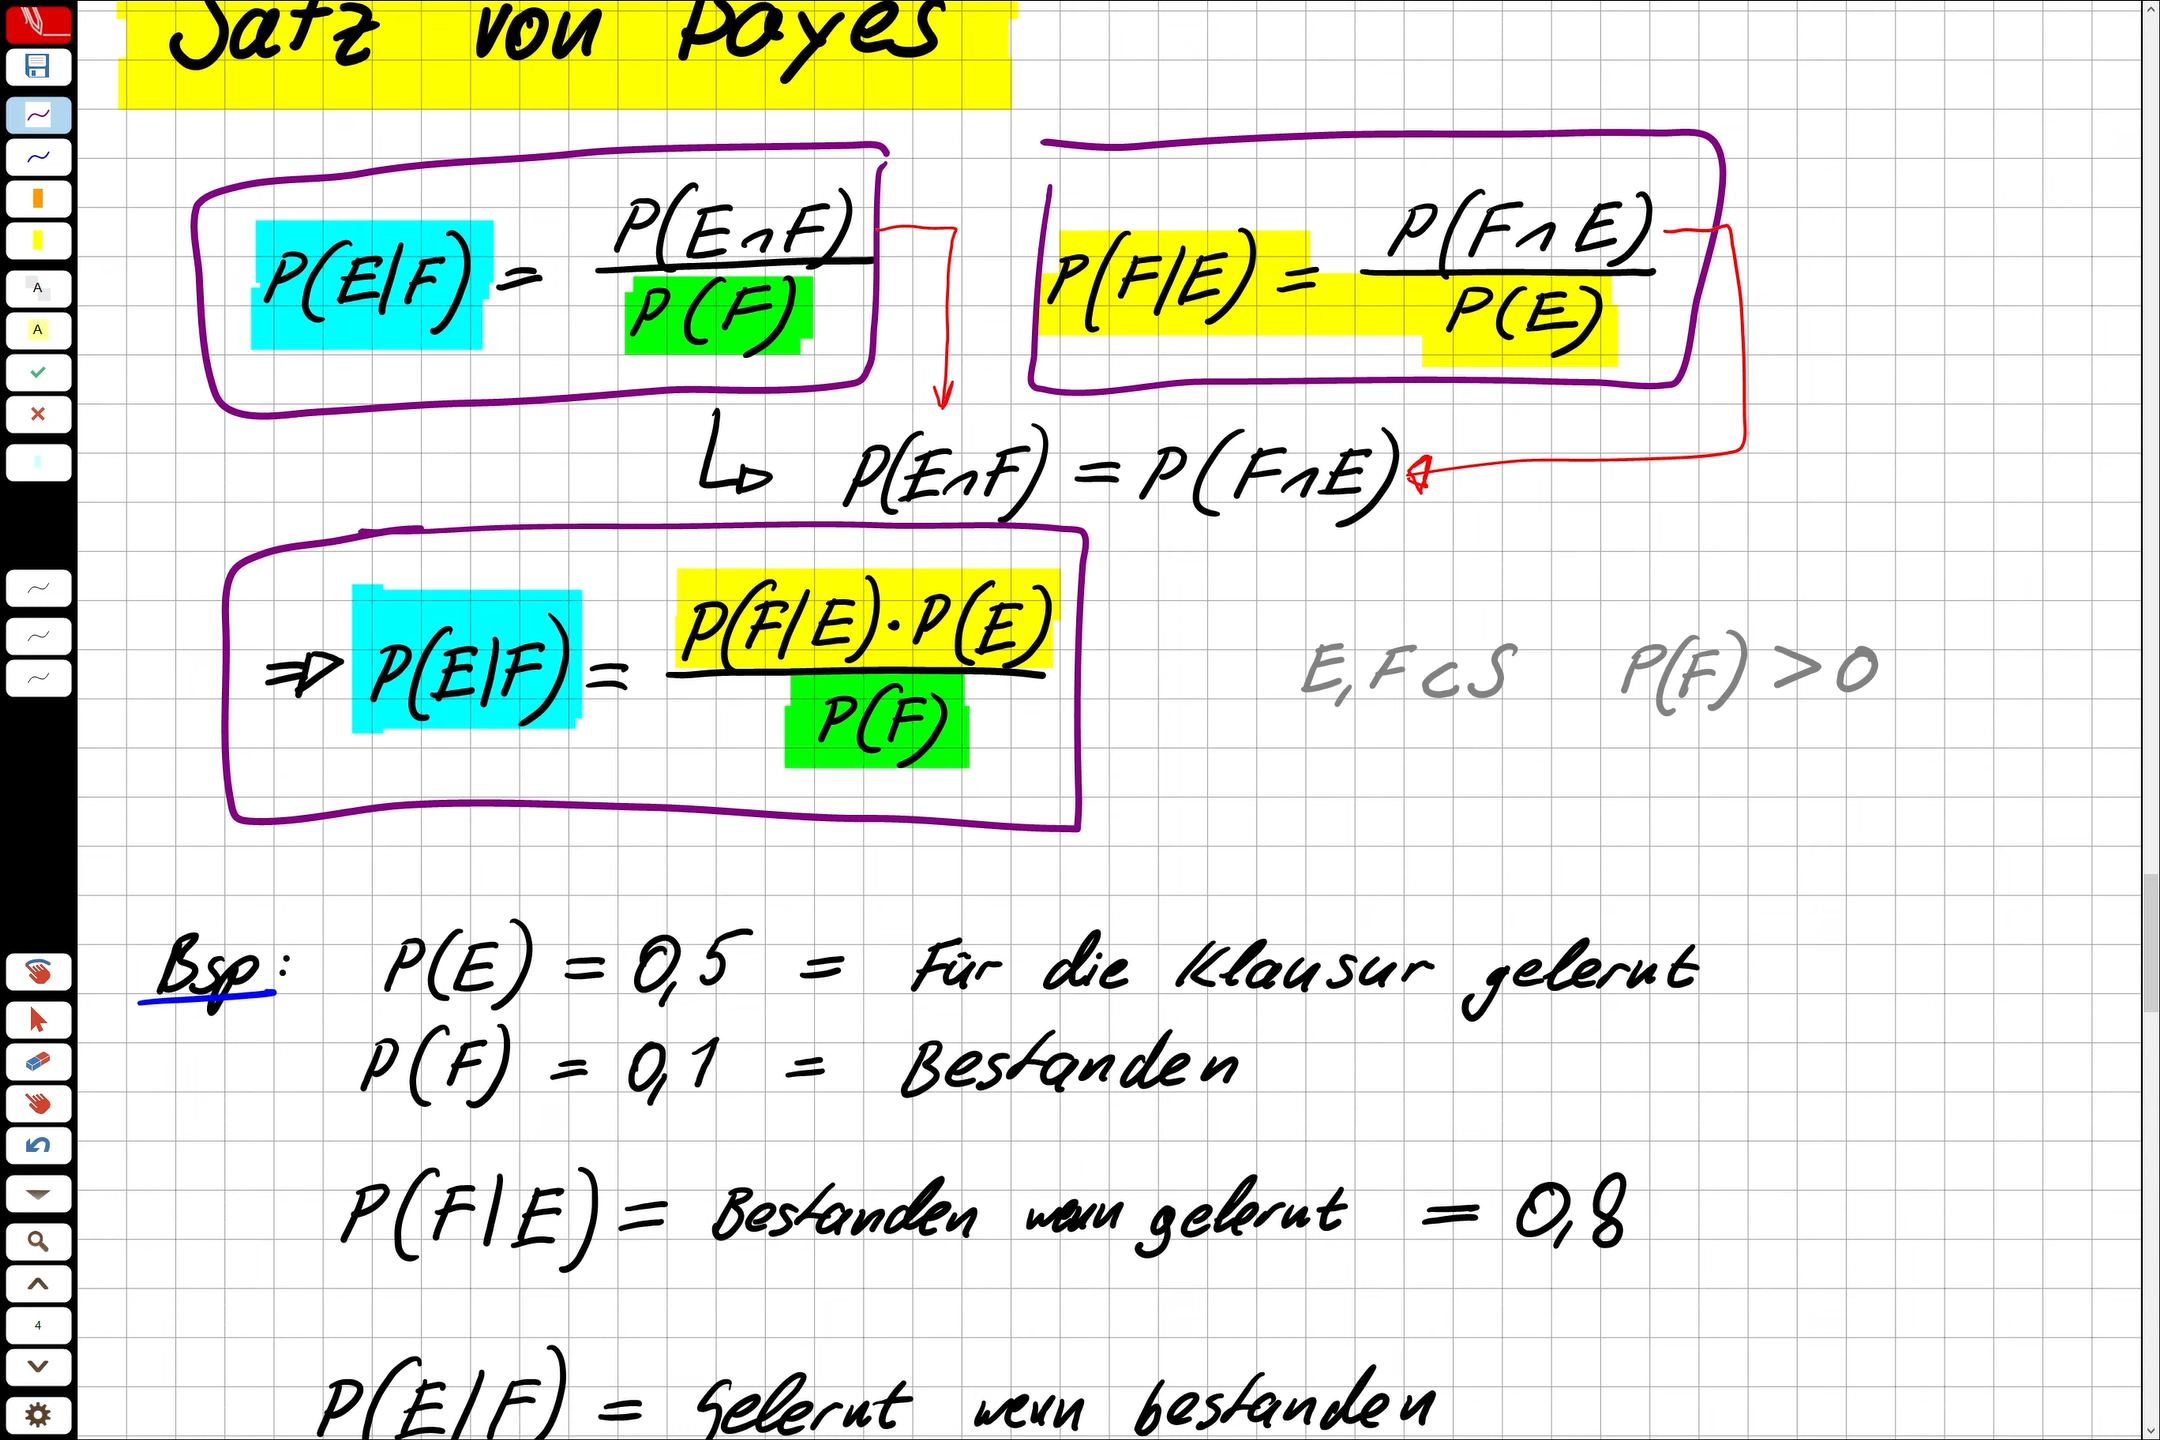 Satz von Bayes
P(E|F) = P(E∩F) / P(F)
P(F|E) = P(F∩E) / P(E)
↳ P(E∩F) = P(F∩E)
⇒ P(E|F) = P(F|E)·P(E) / P(F)
E, F ⊂ S P(F) > 0
Bsp: P(E) = 0,5 = Für die Klausur gelernt
P(F) = 0,1 = Bestanden
P(F|E) = Bestanden wenn gelernt = 0,8
P(E|F) = Gelernt wenn bestanden
A
A
4